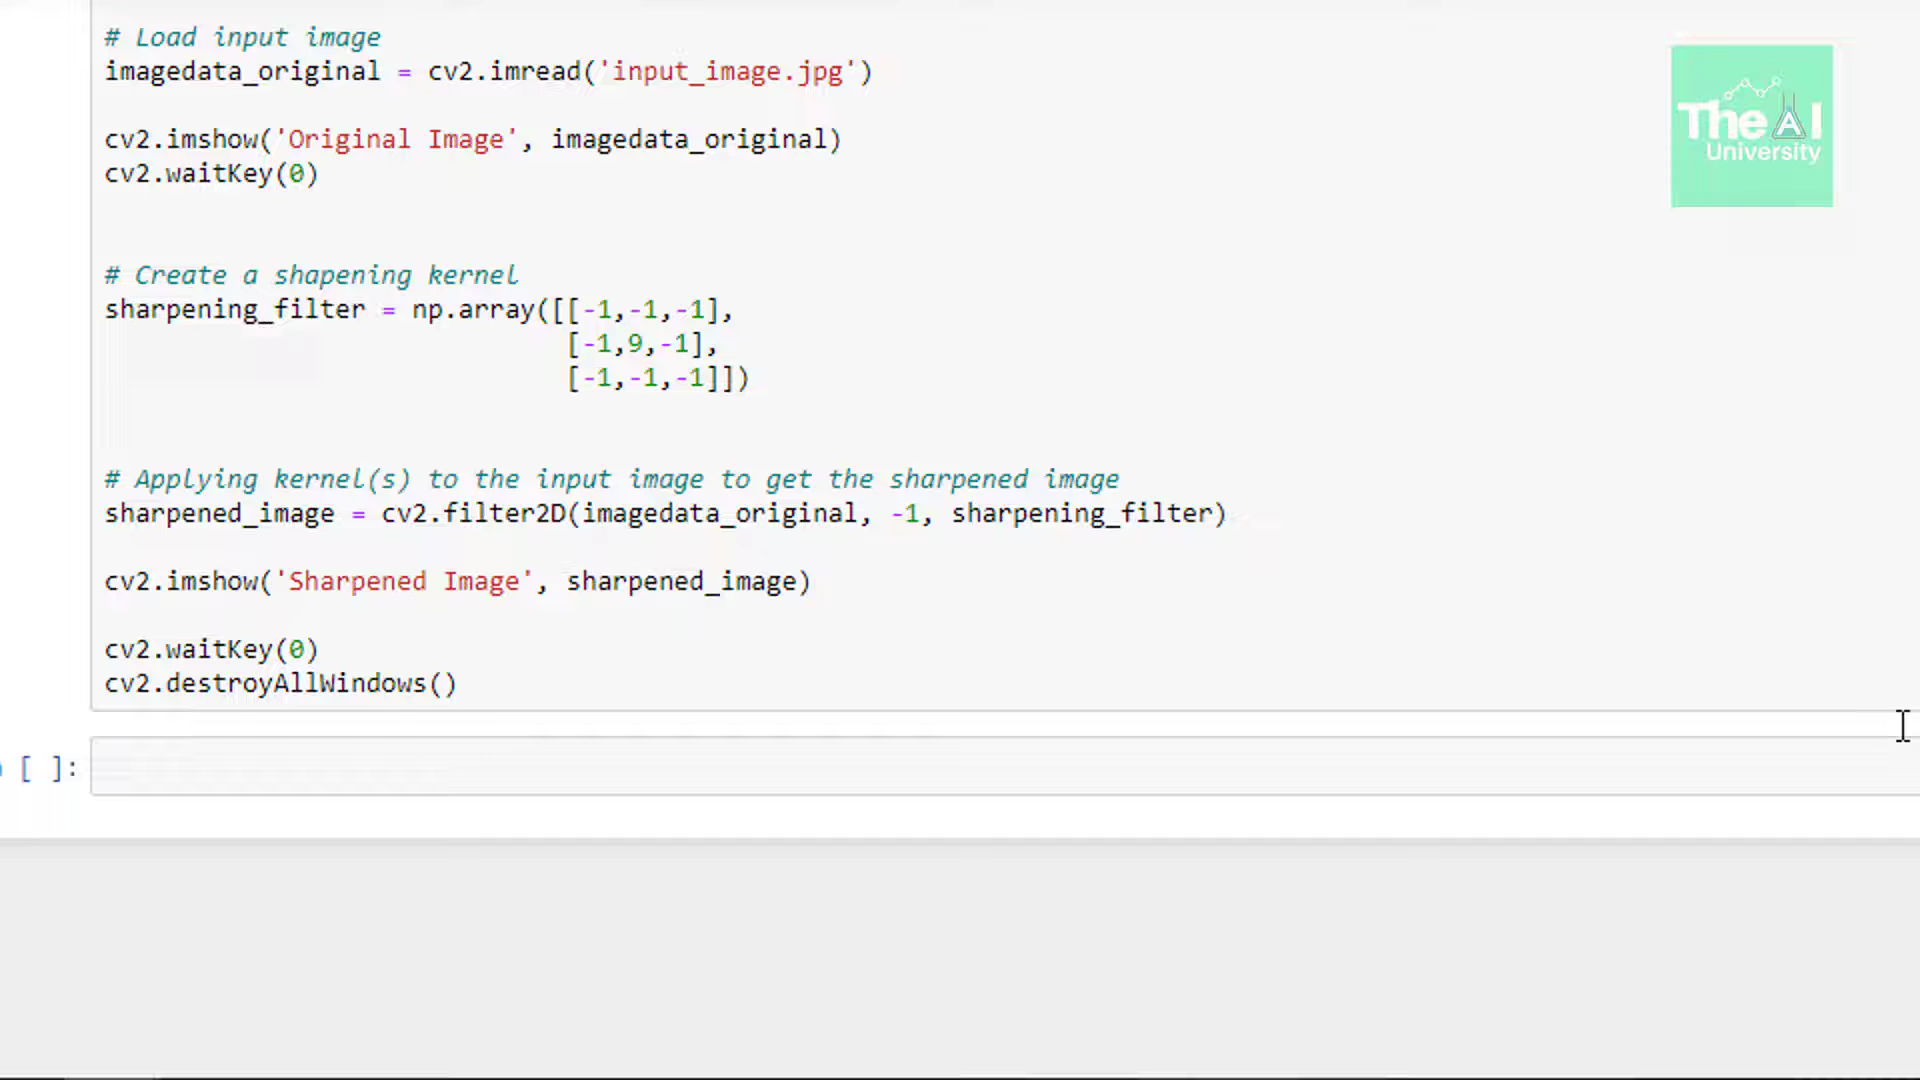 # Load input image
imagedata_original = cv2.imread('input_image.jpg')
cv2.imshow('Original Image', imagedata_original)
cv2.waitKey(0)
# Create a shapening kernel
sharpening_filter = np.array([[-1,-1,-1],
[-1,9,-1],
[-1,-1,-1]])
# Applying kernel(s) to the input image to get the sharpened image
sharpened_image = cv2.filter2D(imagedata_original, -1, sharpening_filter)
cv2.imshow('Sharpened Image', sharpened_image)
cv2.waitKey(0)
cv2.destroyAllWindows()
[ ]:
The AI
University